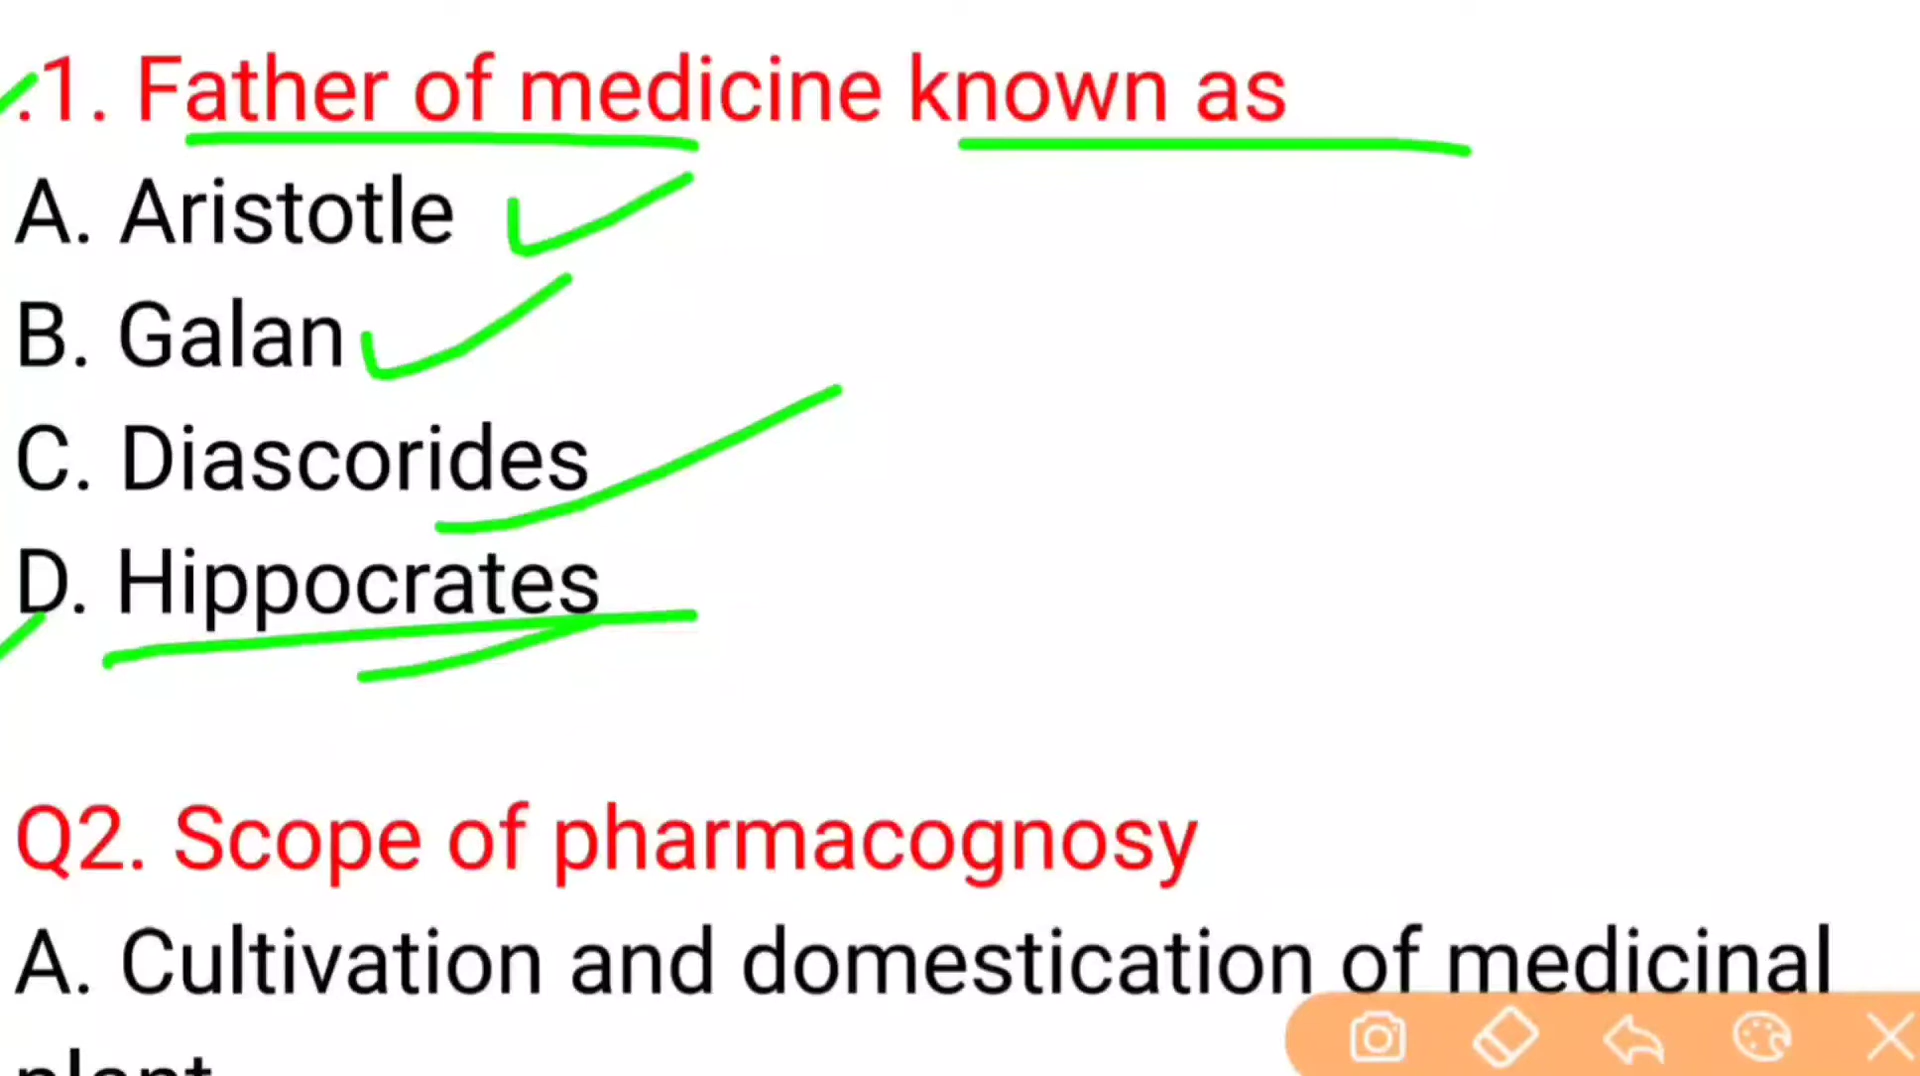 .1. Father of medicine known as
A. Aristotle
B. Galan
C. Diascorides
D. Hippocrates
Q2. Scope of pharmacognosy
A. Cultivation and domestication of medicinal
plant